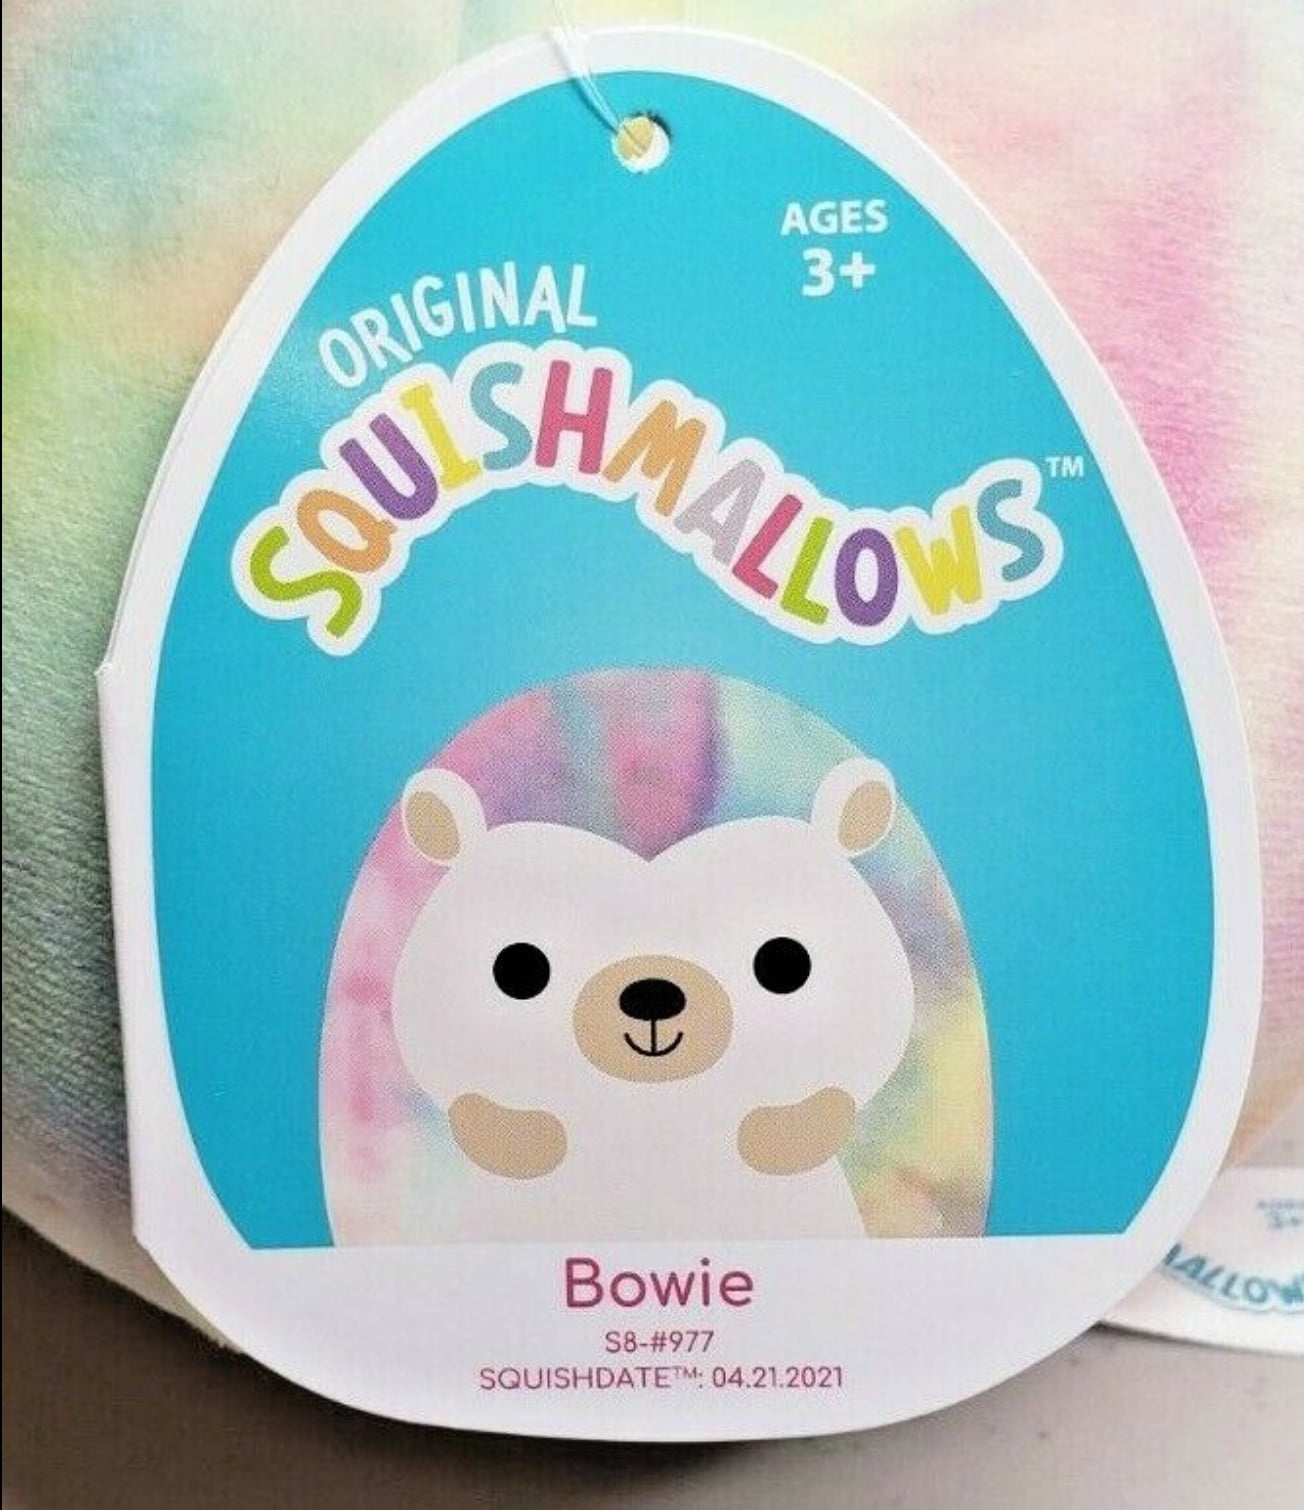 AGES
3+
ORIGINAL
SQUISHMALLOWS™
Bowie
S8-#977
SQUISHDATE™: 04.21.2021